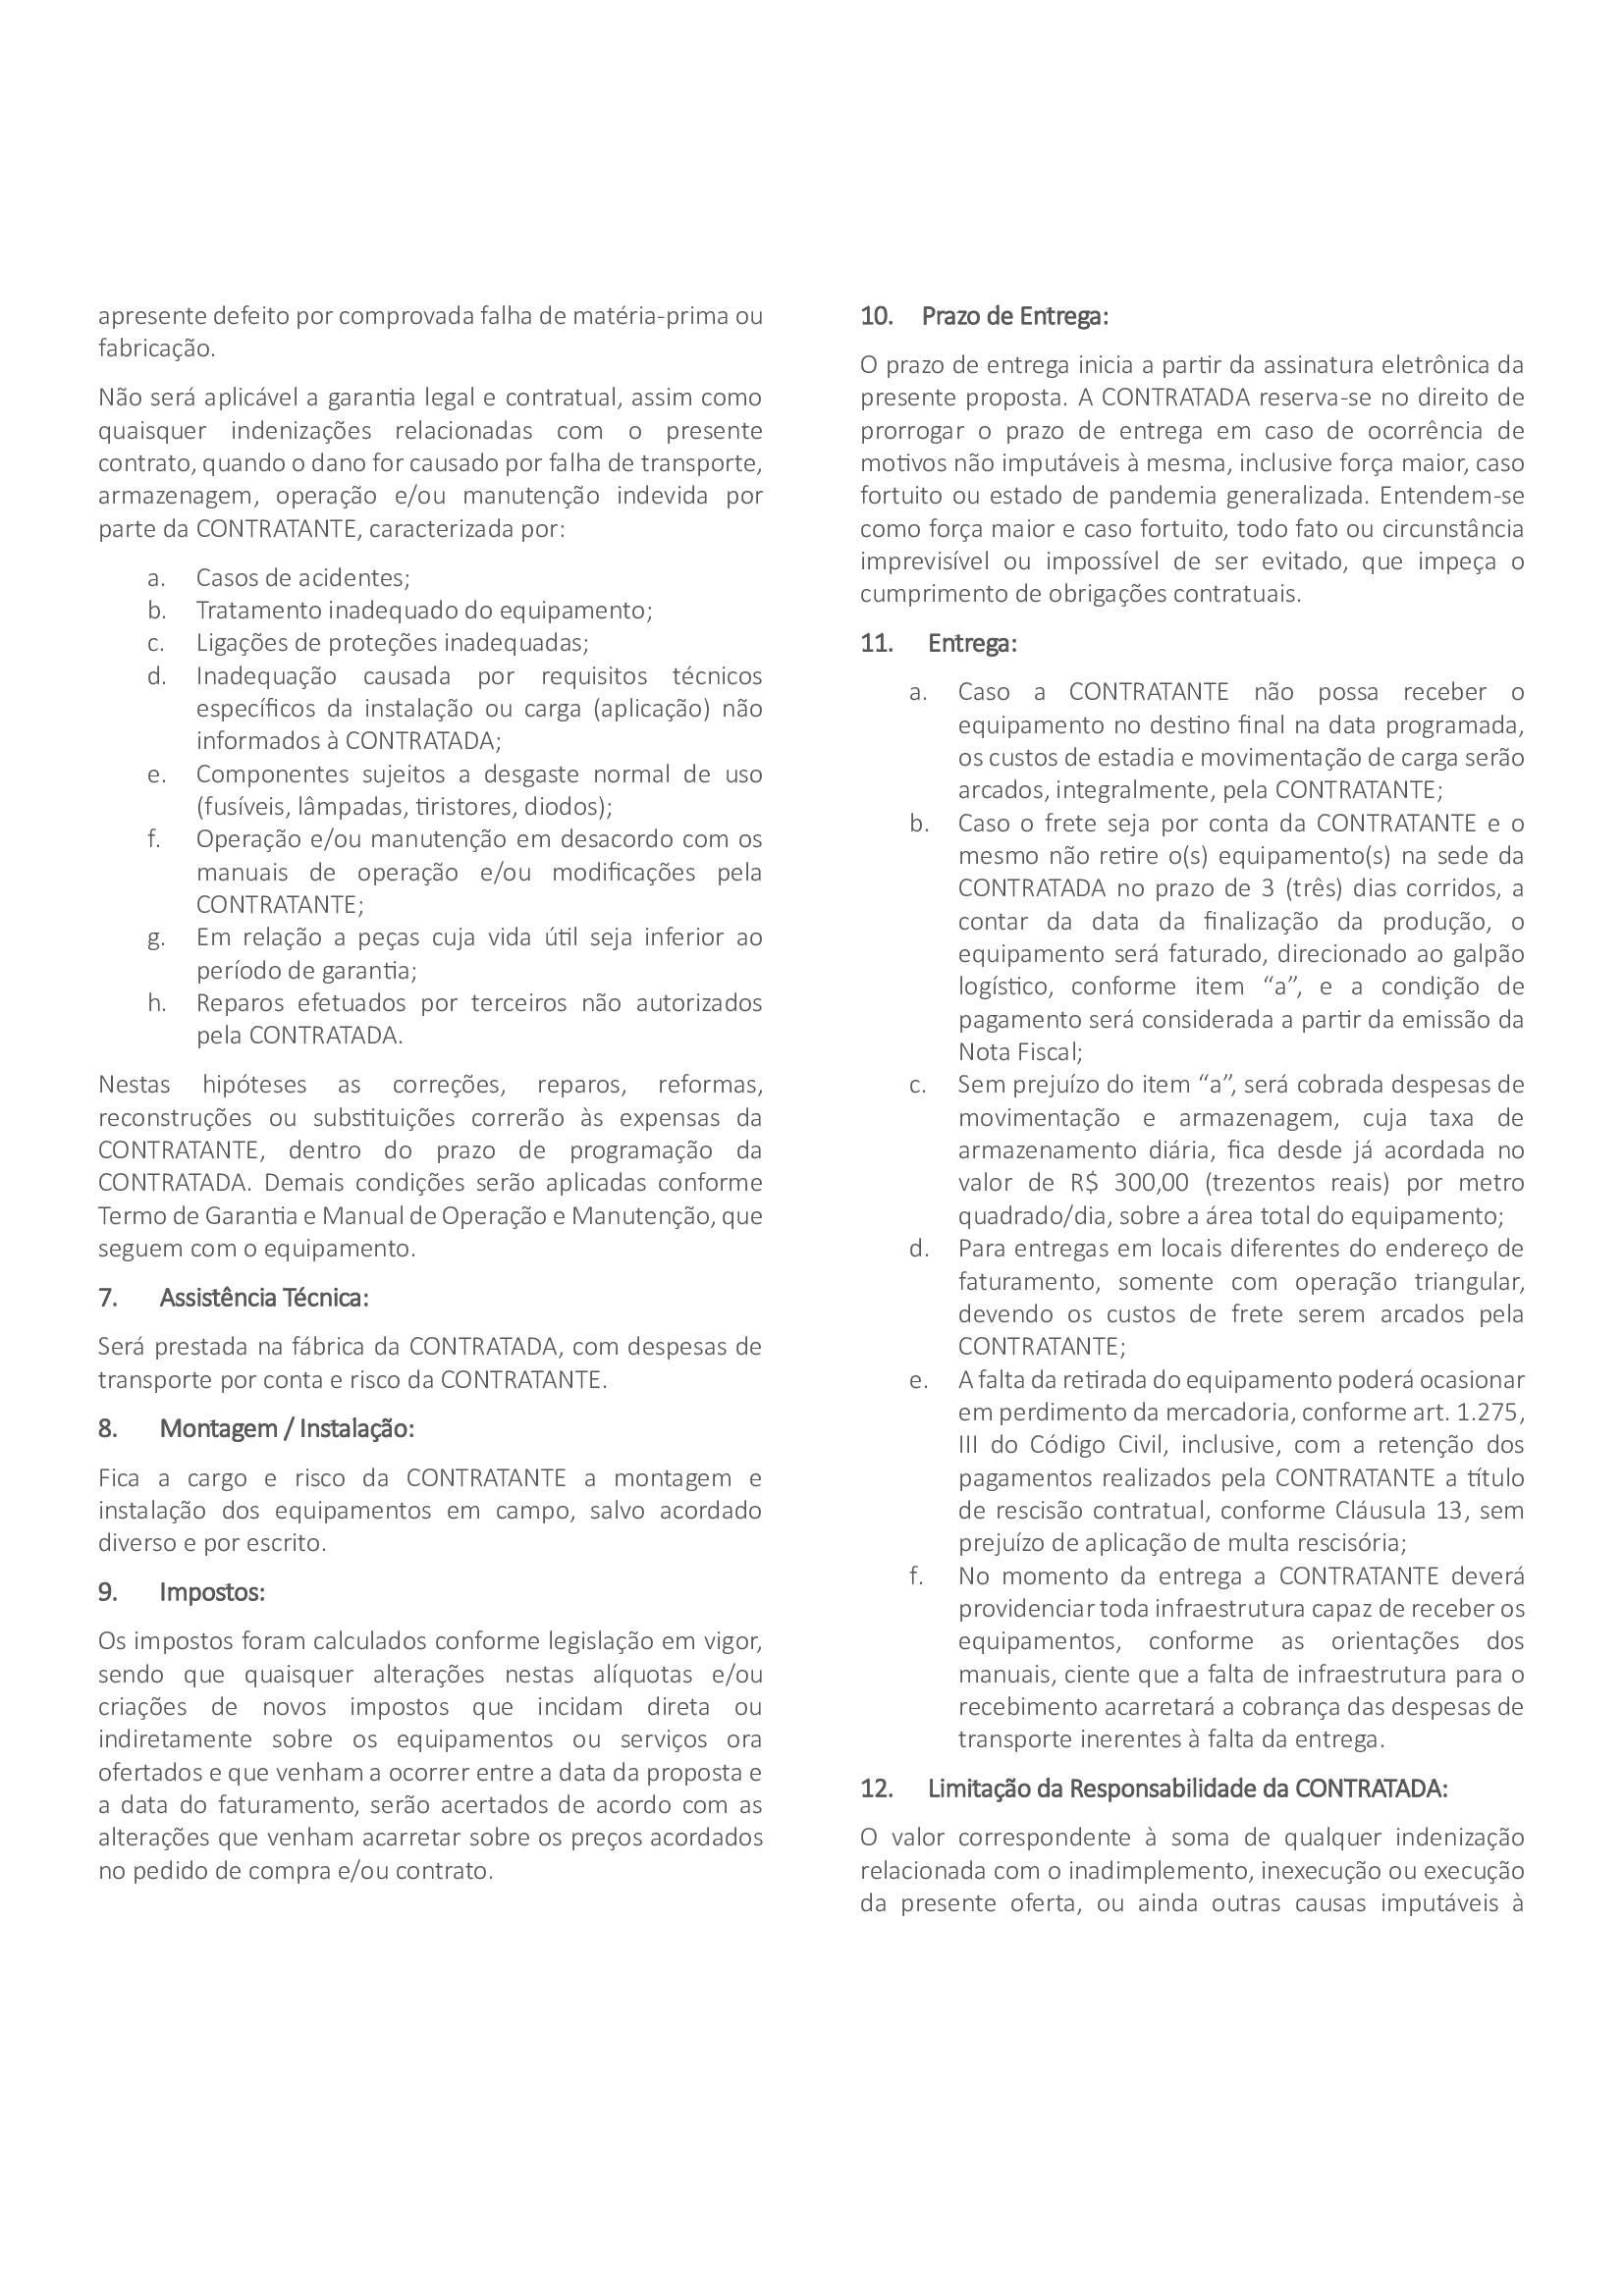 apresente defeito por comprovada falha de matéria-prima ou
fabricação.
Não será aplicável a garantia legal e contratual, assim como
quaisquer indenizações relacionadas com o presente
contrato, quando o dano for causado por falha de transporte,
armazenagem, operação e/ou manutenção indevida por
parte da CONTRATANTE, caracterizada por:
a. Casos de acidentes;
b. Tratamento inadequado do equipamento;
c. Ligações de proteções inadequadas;
d. Inadequação causada por requisitos técnicos
específicos da instalação ou carga (aplicação) não
informados à CONTRATADA;
e. Componentes sujeitos a desgaste normal de uso
(fusíveis, lâmpadas, tiristores, diodos);
f. Operação e/ou manutenção em desacordo com os
manuais de operação e/ou modificações pela
CONTRATANTE;
g. Em relação a peças cuja vida útil seja inferior ao
período de garantia;
h. Reparos efetuados por terceiros não autorizados
pela CONTRATADA.
Nestas hipóteses as correções, reparos, reformas,
reconstruções ou substituições correrão às expensas da
CONTRATANTE, dentro do prazo de programação da
CONTRATADA. Demais condições serão aplicadas conforme
Termo de Garantia e Manual de Operação e Manutenção, que
seguem com o equipamento.
7. Assistência Técnica:
Será prestada na fábrica da CONTRATADA, com despesas de
transporte por conta e risco da CONTRATANTE.
8. Montagem / Instalação:
Fica a cargo e risco da CONTRATANTE a montagem e
instalação dos equipamentos em campo, salvo acordado
diverso e por escrito.
9. Impostos:
Os impostos foram calculados conforme legislação em vigor,
sendo que quaisquer alterações nestas alíquotas e/ou
criações de novos impostos que incidam direta ou
indiretamente sobre os equipamentos ou serviços ora
ofertados e que venham a ocorrer entre a data da proposta e
a data do faturamento, serão acertados de acordo com as
alterações que venham acarretar sobre os preços acordados
no pedido de compra e/ou contrato.
10. Prazo de Entrega:
O prazo de entrega inicia a partir da assinatura eletrônica da
presente proposta. A CONTRATADA reserva-se no direito de
prorrogar o prazo de entrega em caso de ocorrência de
motivos não imputáveis à mesma, inclusive força maior, caso
fortuito ou estado de pandemia generalizada. Entendem-se
como força maior e caso fortuito, todo fato ou circunstância
imprevisível ou impossível de ser evitado, que impeça o
cumprimento de obrigações contratuais.
11. Entrega:
a. Caso a CONTRATANTE não possa receber o
equipamento no destino final na data programada,
os custos de estadia e movimentação de carga serão
arcados, integralmente, pela CONTRATANTE;
b. Caso o frete seja por conta da CONTRATANTE e o
mesmo não retire o(s) equipamento(s) na sede da
CONTRATADA no prazo de 3 (três) dias corridos, a
contar da data da finalização da produção, o
equipamento será faturado, direcionado ao galpão
logístico, conforme item “a”, e a condição de
pagamento será considerada a partir da emissão da
Nota Fiscal;
c. Sem prejuízo do item “a”, será cobrada despesas de
movimentação e armazenagem, cuja taxa de
armazenamento diária, fica desde já acordada no
valor de R$ 300,00 (trezentos reais) por metro
quadrado/dia, sobre a área total do equipamento;
d. Para entregas em locais diferentes do endereço de
faturamento, somente com operação triangular,
devendo os custos de frete serem arcados pela
CONTRATANTE;
e. A falta da retirada do equipamento poderá ocasionar
em perdimento da mercadoria, conforme art. 1.275,
III do Código Civil, inclusive, com a retenção dos
pagamentos realizados pela CONTRATANTE a título
de rescisão contratual, conforme Cláusula 13, sem
prejuízo de aplicação de multa rescisória;
f. No momento da entrega a CONTRATANTE deverá
providenciar toda infraestrutura capaz de receber os
equipamentos, conforme as orientações dos
manuais, ciente que a falta de infraestrutura para o
recebimento acarretará a cobrança das despesas de
transporte inerentes à falta da entrega.
12. Limitação da Responsabilidade da CONTRATADA:
O valor correspondente à soma de qualquer indenização
relacionada com o inadimplemento, inexecução ou execução
da presente oferta, ou ainda outras causas imputáveis à